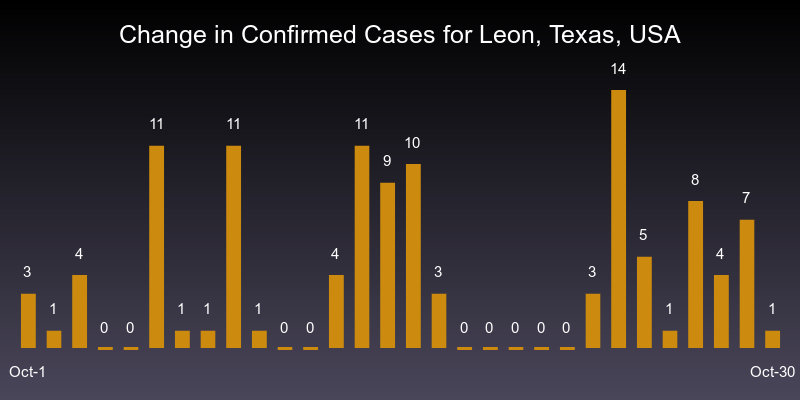 Change in Confirmed Cases for Leon, Texas, USA
3 1 4 0 0 11 1 1 11 1 0 0 4 11 9 10 3 0 0 0 0 0 3 14 5 1 8 4 7 1
Oct-1 Oct-30